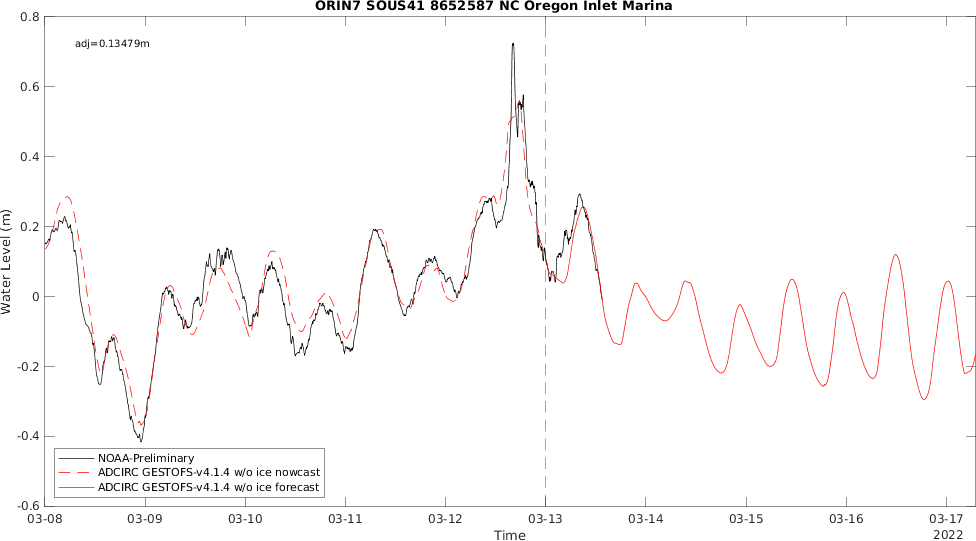 ORIN7 SOUS41 8652587 NC Oregon Inlet Marina
adj=0.13479m
0.8
0.6
0.4
0.2
0
-0.2
-0.4
-0.6
Water Level (m)
NOAA-Preliminary
ADCIRC GESTOFS-v4.1.4 w/o ice nowcast
ADCIRC GESTOFS-v4.1.4 w/o ice forecast
03-08 03-09 03-10 03-11 03-12 03-13 03-14 03-15 03-16 03-17
Time 2022